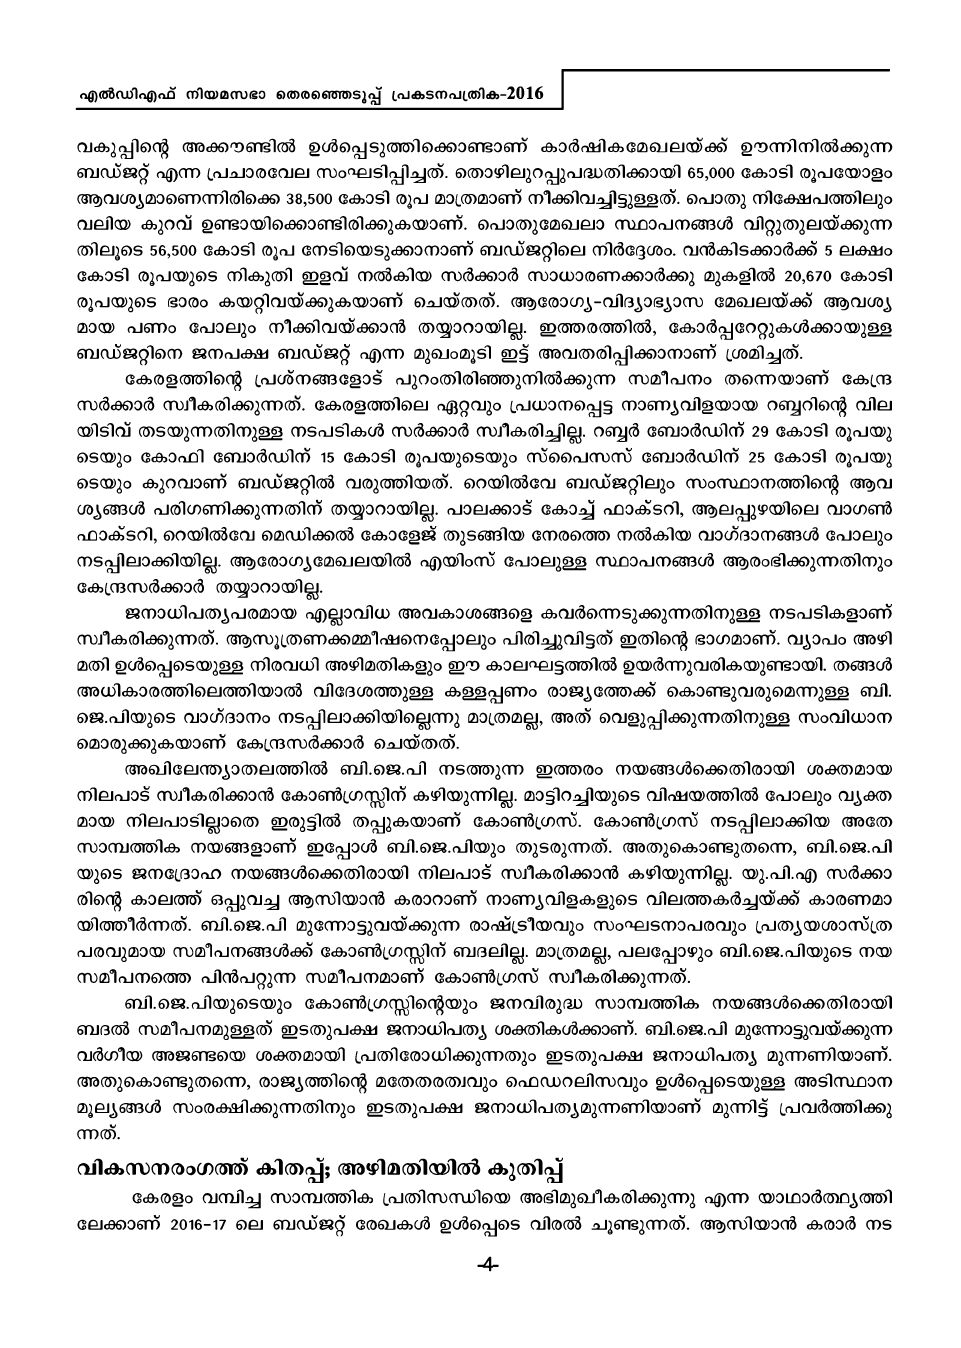 എൽഡിഎഫ് നിയമസഭാ തെരഞ്ഞെടുപ്പ് പ്രകടനപത്രിക-2016
വകുപ്പിന്റെ അക്കൗണ്ടിൽ ഉൾപ്പെടുത്തിക്കൊണ്ടാണ് കാർഷികമേഖലയ്ക്ക് ഊന്നിനിൽക്കുന്ന
ബഡ്ജറ്റ് എന്ന പ്രചാരവേല സംഘടിപ്പിച്ചത്. തൊഴിലുറപ്പുപദ്ധതിക്കായി 65,000 കോടി രൂപയോളം
ആവശ്യമാണെന്നിരിക്കെ 38,500 കോടി രൂപ മാത്രമാണ് നീക്കിവച്ചിട്ടുള്ളത്. പൊതു നിക്ഷേപത്തിലും
വലിയ കുറവ് ഉണ്ടായിക്കൊണ്ടിരിക്കുകയാണ്. പൊതുമേഖലാ സ്ഥാപനങ്ങൾ വിറ്റുതുലയ്ക്കുന്ന
തിലൂടെ 56,500 കോടി രൂപ നേടിയെടുക്കാനാണ് ബഡ്ജറ്റിലെ നിർദ്ദേശം. വൻകിടക്കാർക്ക് 5 ലക്ഷം
കോടി രൂപയുടെ നികുതി ഇളവ് നൽകിയ സർക്കാർ സാധാരണക്കാർക്കു മുകളിൽ 20,670 കോടി
രൂപയുടെ ഭാരം കയറ്റിവയ്ക്കുകയാണ് ചെയ്തത്. ആരോഗ്യ-വിദ്യാഭ്യാസ മേഖലയ്ക്ക് ആവശ്യ
മായ പണം പോലും നീക്കിവയ്ക്കാൻ തയ്യാറായില്ല. ഇത്തരത്തിൽ, കോർപ്പറേറ്റുകൾക്കായുള്ള
ബഡ്ജറ്റിനെ ജനപക്ഷ ബഡ്ജറ്റ് എന്ന മുഖംമൂടി ഇട്ട് അവതരിപ്പിക്കാനാണ് ശ്രമിച്ചത്.
കേരളത്തിന്റെ പ്രശ്നങ്ങളോട് പുറംതിരിഞ്ഞുനിൽക്കുന്ന സമീപനം തന്നെയാണ് കേന്ദ്ര
സർക്കാർ സ്വീകരിക്കുന്നത്. കേരളത്തിലെ ഏറ്റവും പ്രധാനപ്പെട്ട നാണ്യവിളയായ റബ്ബറിന്റെ വില
യിടിവ് തടയുന്നതിനുള്ള നടപടികൾ സർക്കാർ സ്വീകരിച്ചില്ല. റബ്ബർ ബോർഡിന് 29 കോടി രൂപയു
ടെയും കോഫി ബോർഡിന് 15 കോടി രൂപയുടെയും സ്പൈസസ് ബോർഡിന് 25 കോടി രൂപയു
ടെയും കുറവാണ് ബഡ്ജറ്റിൽ വരുത്തിയത്. റെയിൽവേ ബഡ്ജറ്റിലും സംസ്ഥാനത്തിന്റെ ആവ
ശ്യങ്ങൾ പരിഗണിക്കുന്നതിന് തയ്യാറായില്ല. പാലക്കാട് കോച്ച് ഫാക്ടറി, ആലപ്പുഴയിലെ വാഗൺ
ഫാക്ടറി, റെയിൽവേ മെഡിക്കൽ കോളേജ് തുടങ്ങിയ നേരത്തെ നൽകിയ വാഗ്ദാനങ്ങൾ പോലും
നടപ്പിലാക്കിയില്ല. ആരോഗ്യമേഖലയിൽ എയിംസ് പോലുള്ള സ്ഥാപനങ്ങൾ ആരംഭിക്കുന്നതിനും
കേന്ദ്രസർക്കാർ തയ്യാറായില്ല.
ജനാധിപത്യപരമായ എല്ലാവിധ അവകാശങ്ങളെ കവർന്നെടുക്കുന്നതിനുള്ള നടപടികളാണ്
സ്വീകരിക്കുന്നത്. ആസൂത്രണക്കമ്മീഷനെപ്പോലും പിരിച്ചുവിട്ടത് ഇതിന്റെ ഭാഗമാണ്. വ്യാപം അഴി
മതി ഉൾപ്പെടെയുള്ള നിരവധി അഴിമതികളും ഈ കാലഘട്ടത്തിൽ ഉയർന്നുവരികയുണ്ടായി. തങ്ങൾ
അധികാരത്തിലെത്തിയാൽ വിദേശത്തുള്ള കള്ളപ്പണം രാജ്യത്തേക്ക് കൊണ്ടുവരുമെന്നുള്ള ബി.
ജെ.പിയുടെ വാഗ്ദാനം നടപ്പിലാക്കിയില്ലെന്നു മാത്രമല്ല, അത് വെളുപ്പിക്കുന്നതിനുള്ള സംവിധാന
മൊരുക്കുകയാണ് കേന്ദ്രസർക്കാർ ചെയ്തത്.
അഖിലേന്ത്യാതലത്തിൽ ബി.ജെ.പി നടത്തുന്ന ഇത്തരം നയങ്ങൾക്കെതിരായി ശക്തമായ
നിലപാട് സ്വീകരിക്കാൻ കോൺഗ്രസ്സിന് കഴിയുന്നില്ല. മാട്ടിറച്ചിയുടെ വിഷയത്തിൽ പോലും വ്യക്ത
മായ നിലപാടില്ലാതെ ഇരുട്ടിൽ തപ്പുകയാണ് കോൺഗ്രസ്. കോൺഗ്രസ് നടപ്പിലാക്കിയ അതേ
സാമ്പത്തിക നയങ്ങളാണ് ഇപ്പോൾ ബി.ജെ.പിയും തുടരുന്നത്. അതുകൊണ്ടുതന്നെ, ബി.ജെ.പി
യുടെ ജനദ്രോഹ നയങ്ങൾക്കെതിരായി നിലപാട് സ്വീകരിക്കാൻ കഴിയുന്നില്ല. യു.പി.എ സർക്കാ
രിന്റെ കാലത്ത് ഒപ്പുവച്ച ആസിയാൻ കരാറാണ് നാണ്യവിളകളുടെ വിലത്തകർച്ചയ്ക്ക് കാരണമാ
യിത്തീർന്നത്. ബി.ജെ.പി മുന്നോട്ടുവയ്ക്കുന്ന രാഷ്ട്രീയവും സംഘടനാപരവും പ്രത്യയശാസ്ത്ര
പരവുമായ സമീപനങ്ങൾക്ക് കോൺഗ്രസ്സിന് ബദലില്ല. മാത്രമല്ല, പലപ്പോഴും ബി.ജെ.പിയുടെ നയ
സമീപനത്തെ പിൻപറ്റുന്ന സമീപനമാണ് കോൺഗ്രസ് സ്വീകരിക്കുന്നത്.
ബി.ജെ.പിയുടെയും കോൺഗ്രസ്സിന്റെയും ജനവിരുദ്ധ സാമ്പത്തിക നയങ്ങൾക്കെതിരായി
ബദൽ സമീപനമുള്ളത് ഇടതുപക്ഷ ജനാധിപത്യ ശക്തികൾക്കാണ്. ബി.ജെ.പി മുന്നോട്ടുവയ്ക്കുന്ന
വർഗീയ അജണ്ടയെ ശക്തമായി പ്രതിരോധിക്കുന്നതും ഇടതുപക്ഷ ജനാധിപത്യ മുന്നണിയാണ്.
അതുകൊണ്ടുതന്നെ, രാജ്യത്തിന്റെ മതേതരത്വവും ഫെഡറലിസവും ഉൾപ്പെടെയുള്ള അടിസ്ഥാന
മൂല്യങ്ങൾ സംരക്ഷിക്കുന്നതിനും ഇടതുപക്ഷ ജനാധിപത്യമുന്നണിയാണ് മുന്നിട്ട് പ്രവർത്തിക്കു
ന്നത്.
വികസനരംഗത്ത് കിതപ്പ്; അഴിമതിയിൽ കുതിപ്പ്
കേരളം വമ്പിച്ച സാമ്പത്തിക പ്രതിസന്ധിയെ അഭിമുഖീകരിക്കുന്നു എന്ന യാഥാർത്ഥ്യത്തി
ലേക്കാണ് 2016-17 ലെ ബഡ്ജറ്റ് രേഖകൾ ഉൾപ്പെടെ വിരൽ ചൂണ്ടുന്നത്. ആസിയാൻ കരാർ നട
-4-